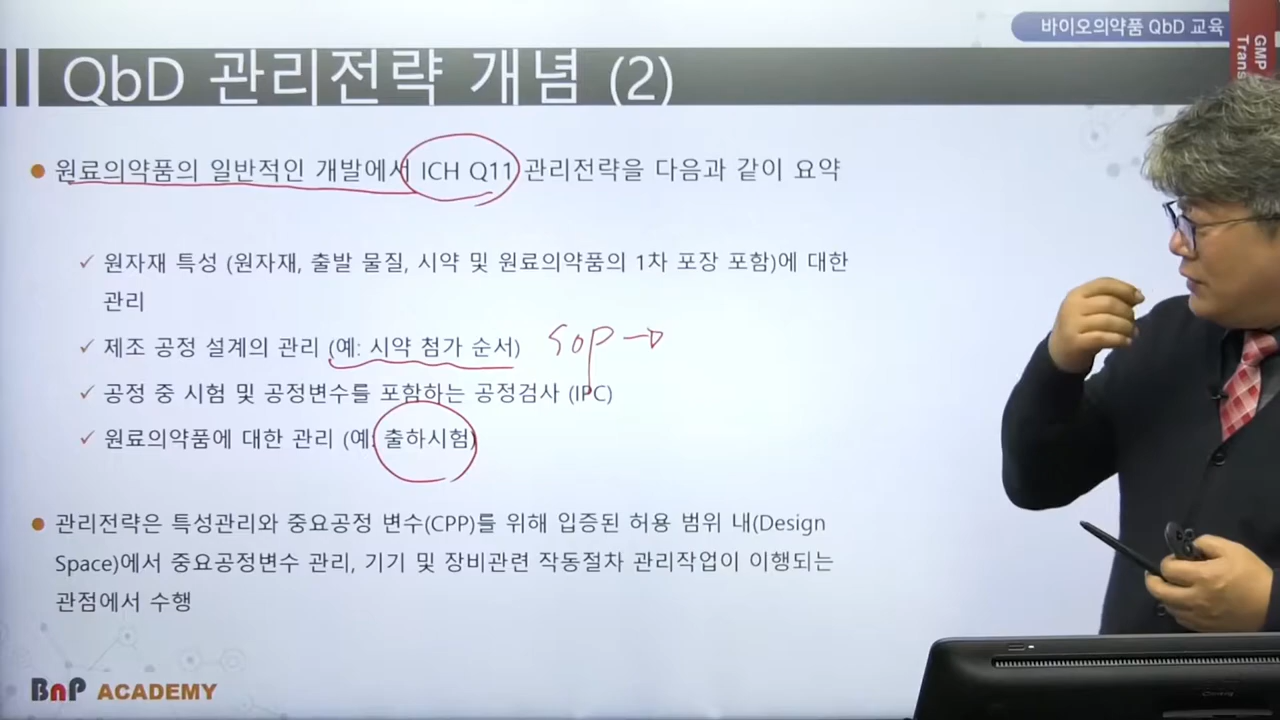 바이오의약품 QbD 교육
GMP
Trans
QbD 관리전략 개념 (2)
원료의약품의 일반적인 개발에서 ICH Q11 관리전략을 다음과 같이 요약
✓ 원자재 특성 (원자재, 출발 물질, 시약 및 원료의약품의 1차 포장 포함)에 대한
관리
✓ 제조 공정 설계의 관리 (예: 시약 첨가 순서) SOP →
✓ 공정 중 시험 및 공정변수를 포함하는 공정검사 (IPC)
✓ 원료의약품에 대한 관리 (예: 출하시험)
관리전략은 특성관리와 중요공정 변수(CPP)를 위해 입증된 허용 범위 내(Design
Space)에서 중요공정변수 관리, 기기 및 장비관련 작동절차 관리작업이 이행되는
관점에서 수행
BnP ACADEMY